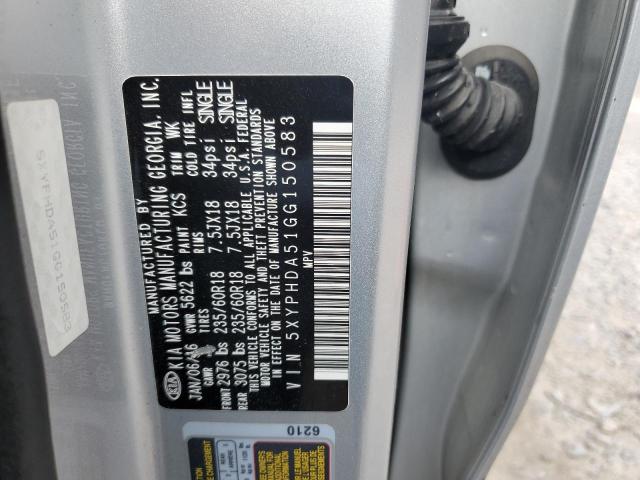 MANUFACTURED BY
KIA KIA MOTORS MANUFACTURING GEORGIA, INC.
JAN/06/16 GVWR 5622 lbs PAINT KCS TRIM WK
GAWR TIRES RIMS COLD TIRE INFL
FRONT 2976 lbs 235/60R18 7.5JX18 34psi SINGLE
REAR 3075 lbs 235/60R18 7.5JX18 34psi SINGLE
THIS VEHICLE CONFORMS TO ALL APPLICABLE U.S.A. FEDERAL
MOTOR VEHICLE SAFETY AND THEFT PREVENTION STANDARDS
IN EFFECT ON THE DATE OF MANUFACTURE SHOWN ABOVE
VIN 5XYPHDA51GG150583
MPV
5XYPHDA51GG150583
6210